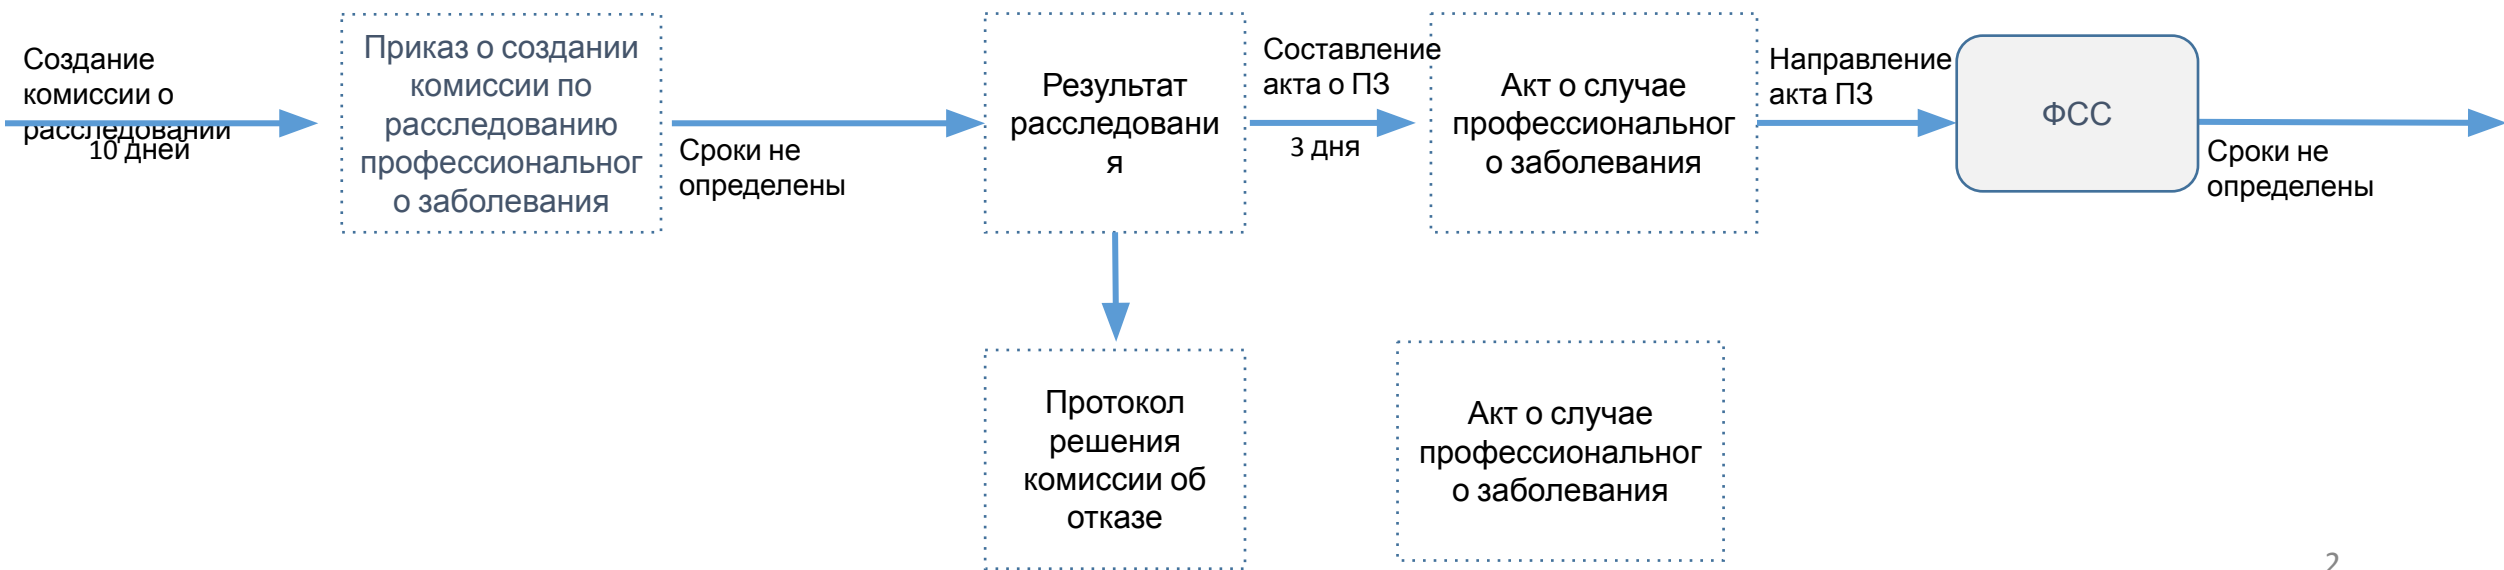 Создание
комиссии о
расследовании
10 дней
Приказ о создании
комиссии по
расследованию
профессиональног
о заболевания
Сроки не
определены
Результат
расследовани
я
Составление
акта о ПЗ
3 дня
Акт о случае
профессиональног
о заболевания
Направление
акта ПЗ
ФСС
Сроки не
определены
Протокол
решения
комиссии об
отказе
Акт о случае
профессиональног
о заболевания
2